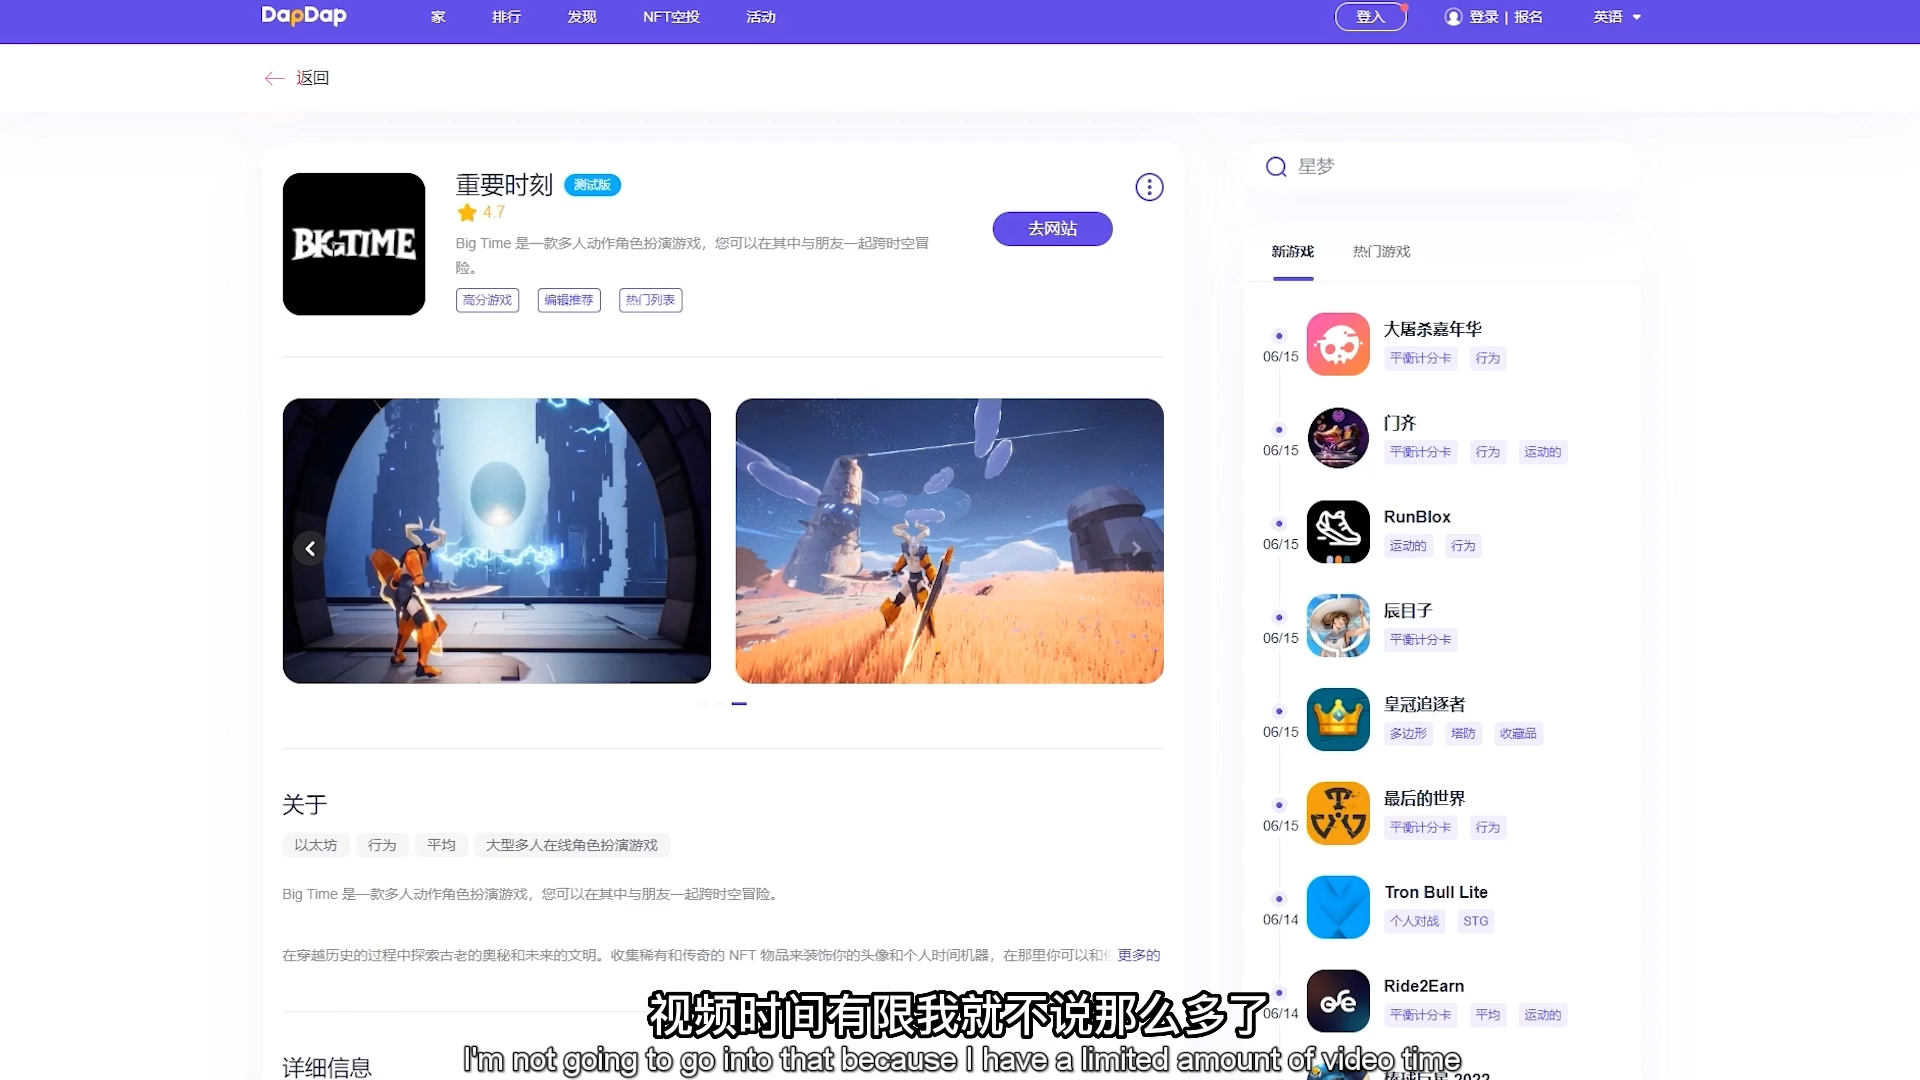 DapDap 家 排行 发现 NFT空投 活动 登入 登录 | 报名 英语
返回
BIGTIME
重要时刻 测试版
4.7
Big Time 是一款多人动作角色扮演游戏，您可以在其中与朋友一起跨时空冒
险。
高分游戏 编辑推荐 热门列表
去网站
关于
以太坊 行为 平均 大型多人在线角色扮演游戏
Big Time 是一款多人动作角色扮演游戏，您可以在其中与朋友一起跨时空冒险。
在穿越历史的过程中探索古老的奥秘和未来的文明。收集稀有和传奇的 NFT 物品来装饰你的头像和个人时间机器，在那里你可以和 更多的
详细信息
星梦
新游戏 热门游戏
06/15 大屠杀嘉年华
平衡计分卡 行为
06/15 门齐
平衡计分卡 行为 运动的
06/15 RunBlox
运动的 行为
06/15 辰目子
平衡计分卡
06/15 皇冠追逐者
多边形 塔防 收藏品
06/15 最后的世界
平衡计分卡 行为
06/14 Tron Bull Lite
个人对战 STG
06/14 Ride2Earn
平衡计分卡 平均 运动的
视频时间有限我就不说那么多了
I'm not going to go into that because I have a limited amount of video time